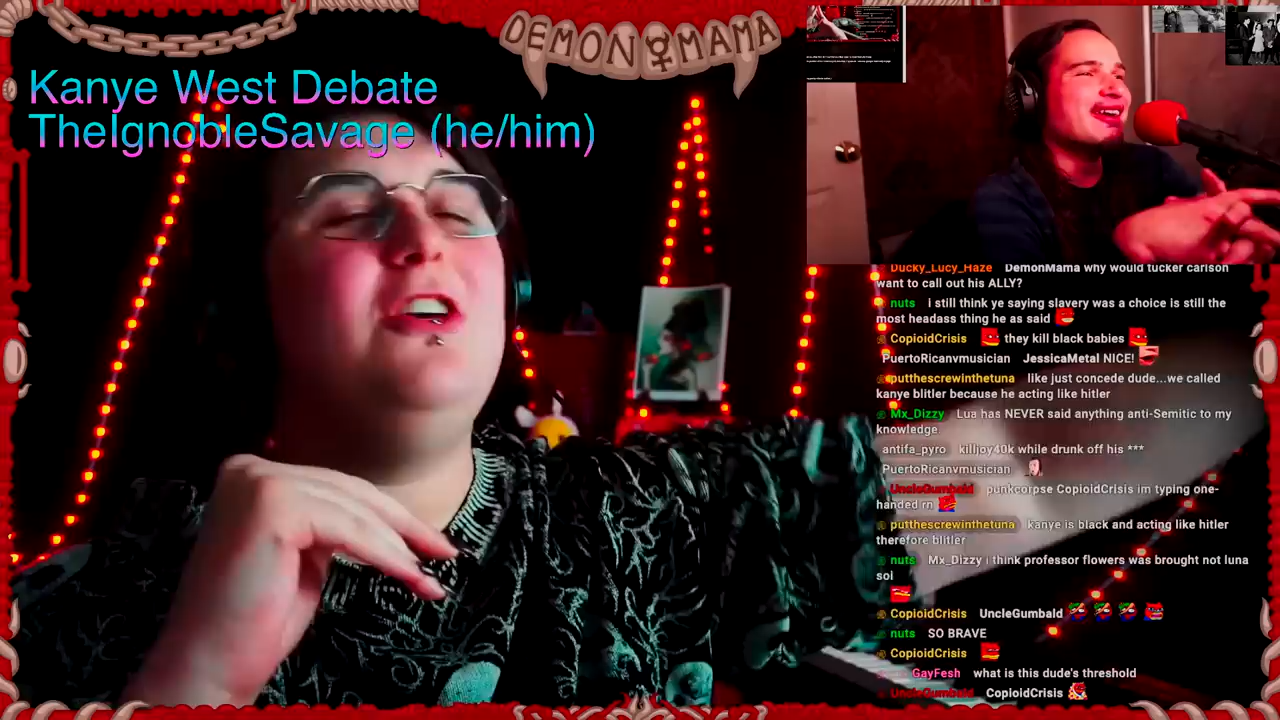 DEMON MAMA
Kanye West Debate
TheIgnobleSavage (he/him)
Ducky_Lucy_Haze DemonMama why would tucker carlson
want to call out his ALLY?
nuts i still think ye saying slavery was a choice is still the
most headass thing he as said
CopioidCrisis they kill black babies
PuertoRicanvmusician JessicaMetal NICE!
putthescrewinthetuna like just concede dude...we called
kanye blitler because he acting like hitler
Mx_Dizzy Lua has NEVER said anything anti-Semitic to my
knowledge.
antifa_pyro killjoy40k while drunk off his ***
PuertoRicanvmusician
UncleGumbald punkcorpse CopioidCrisis im typing one-
handed rn
putthescrewinthetuna kanye is black and acting like hitler
therefore blitler
nuts Mx_Dizzy i think professor flowers was brought not luna
sol
CopioidCrisis UncleGumbald
nuts SO BRAVE
CopioidCrisis
GayFesh what is this dude's threshold
UncleGumbald CopioidCrisis